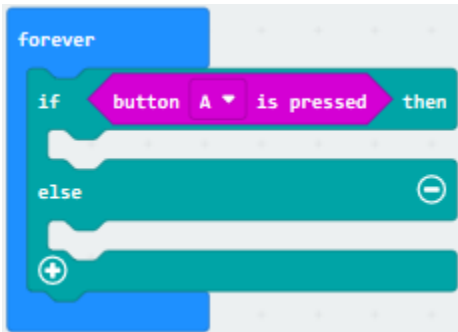 forever
if button A is pressed then
else